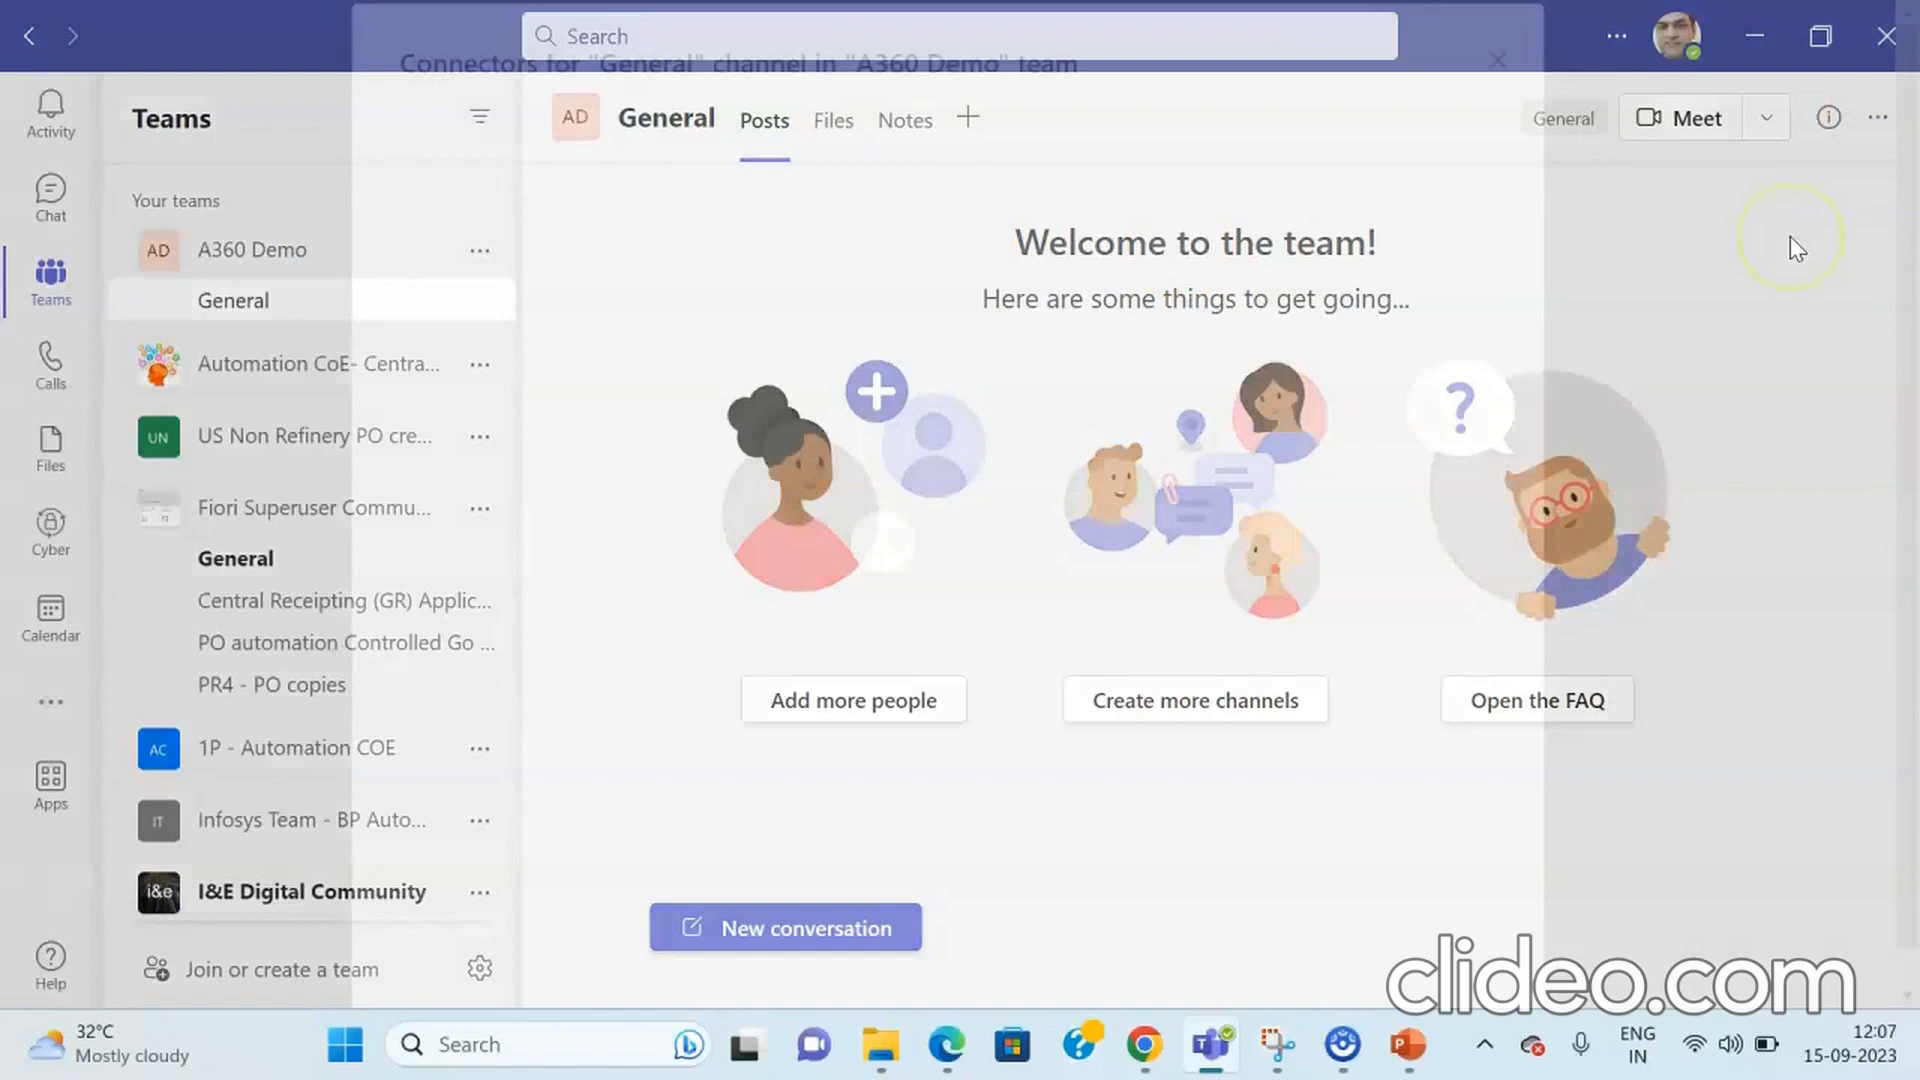 Search
Connectors for "General" channel in "A360 Demo" team
Activity
Chat
Teams
Calls
Files
Cyber
Calendar
Apps
Help
Teams
Your teams
AD A360 Demo
General
Automation CoE- Centra...
UN US Non Refinery PO cre...
Fiori Superuser Commu...
General
Central Receipting (GR) Applic...
PO automation Controlled Go ...
PR4 - PO copies
AC 1P - Automation COE
IT Infosys Team - BP Auto...
i&e I&E Digital Community
Join or create a team
AD General Posts Files Notes
General Meet
Welcome to the team!
Here are some things to get going...
?
Add more people
Create more channels
Open the FAQ
New conversation
clideo.com
32°C
Mostly cloudy
Search
ENG
IN
12:07
15-09-2023